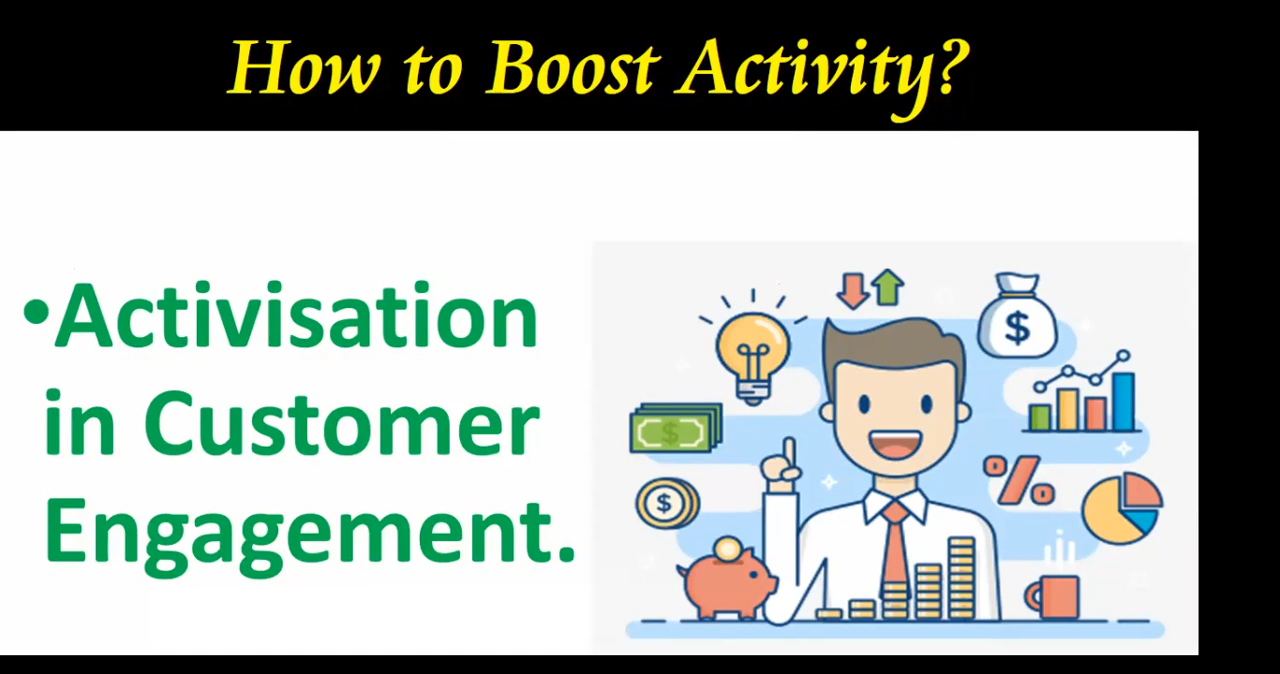 How to Boost Activity?
•Activisation
in Customer
Engagement.
$
$
$
%